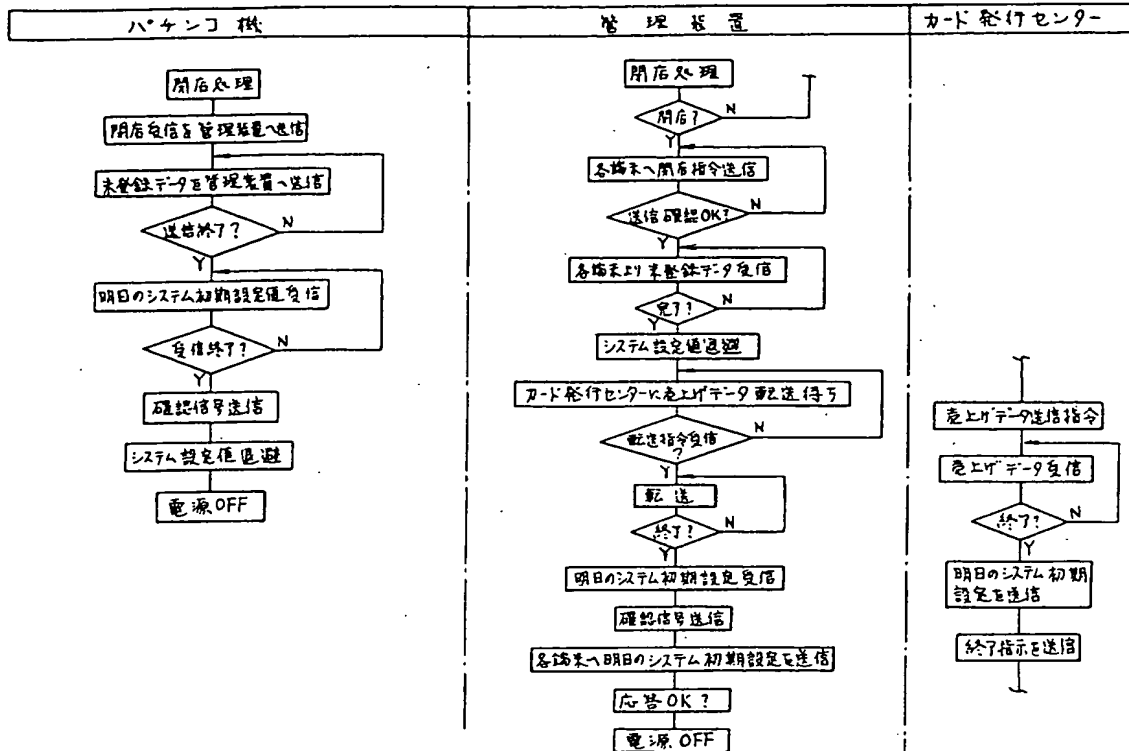 パチンコ機
閉店処理
閉店受信を管理装置へ送信
未登録データを管理装置へ送信
送信終了?
N
Y
明日のシステム初期設定値受信
受信終了?
N
Y
確認信号送信
システム設定値退避
電源OFF
管理装置
閉店処理
閉店?
N
Y
各端末へ閉店指令送信
送信確認OK?
N
Y
各端末より未登録データ受信
完了?
N
Y
システム設定値退避
カード発行センターに売上げデータ転送待ち
転送指令受信
?
N
Y
転送
終了?
N
Y
明日のシステム初期設定受信
確認信号送信
各端末へ明日のシステム初期設定を送信
応答OK?
電源OFF
カード発行センター
売上げデータ送信指令
売上げデータ受信
終了?
N
Y
明日のシステム初期
設定を送信
終了指示を送信